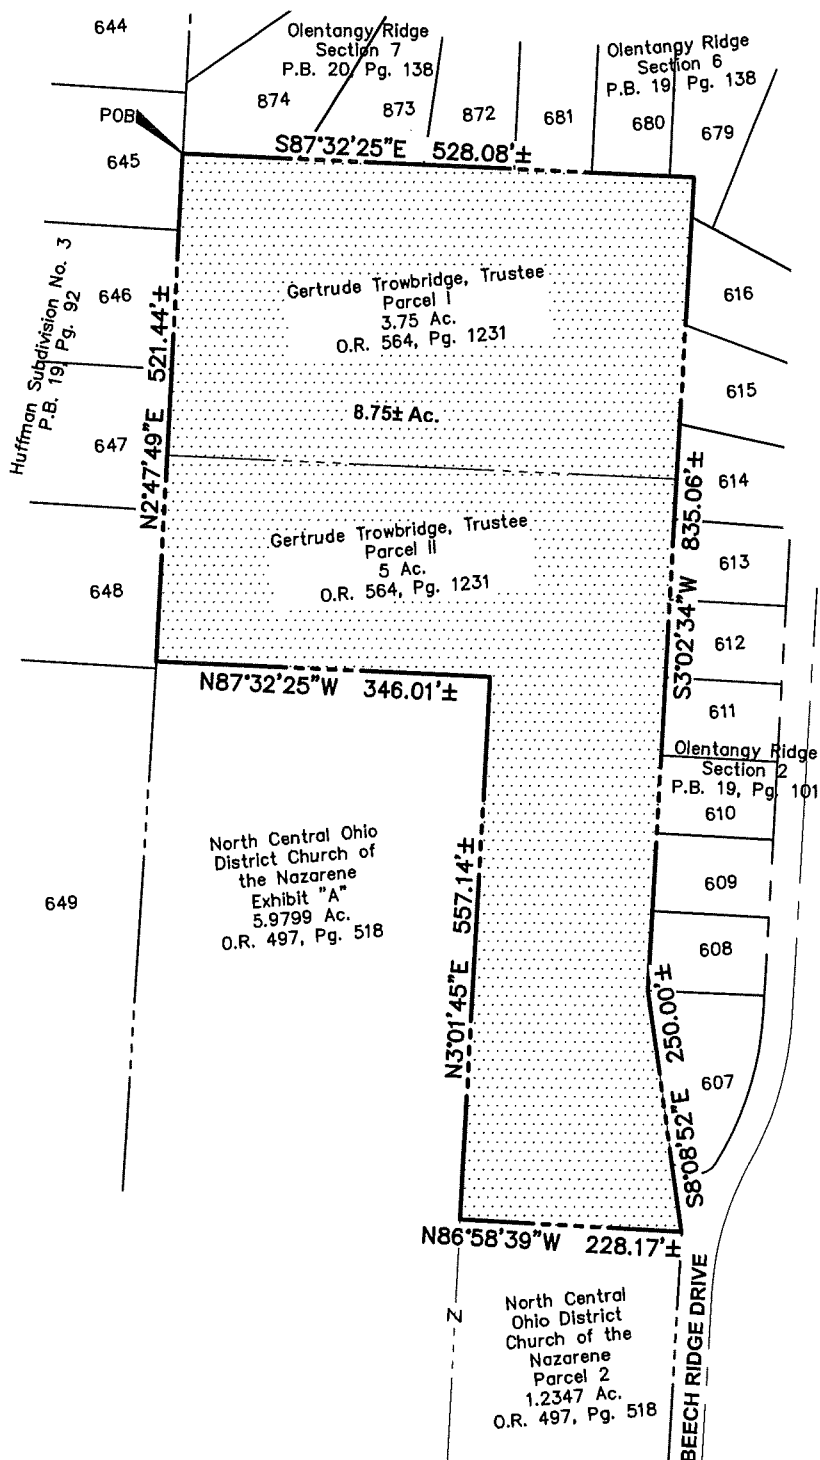 644
Olentangy Ridge
Section 7
P.B. 20, Pg. 138
Olentangy Ridge
Section 6
P.B. 19, Pg. 138
POB
874
873
872
681
680
679
645
S87°32'25"E 528.08'±
Huffman Subdivision No. 3
P.B. 19, Pg. 92
646
N2°47'49"E 521.44'±
Gertrude Trowbridge, Trustee
Parcel I
3.75 Ac.
O.R. 564, Pg. 1231
616
615
8.75± Ac.
647
614
S3°02'34"W 835.06'±
Gertrude Trowbridge, Trustee
Parcel II
5 Ac.
O.R. 564, Pg. 1231
613
648
612
N87°32'25"W 346.01'±
611
Olentangy Ridge
Section 2
P.B. 19, Pg. 101
610
North Central Ohio
District Church of
the Nazarene
Exhibit "A"
5.9799 Ac.
O.R. 497, Pg. 518
649
N3°01'45"E 557.14'±
609
608
S8°08'52"E 250.00'±
607
N86°58'39"W 228.17'±
North Central
Ohio District
Church of the
Nazarene
Parcel 2
1.2347 Ac.
O.R. 497, Pg. 518
Z
BEECH RIDGE DRIVE